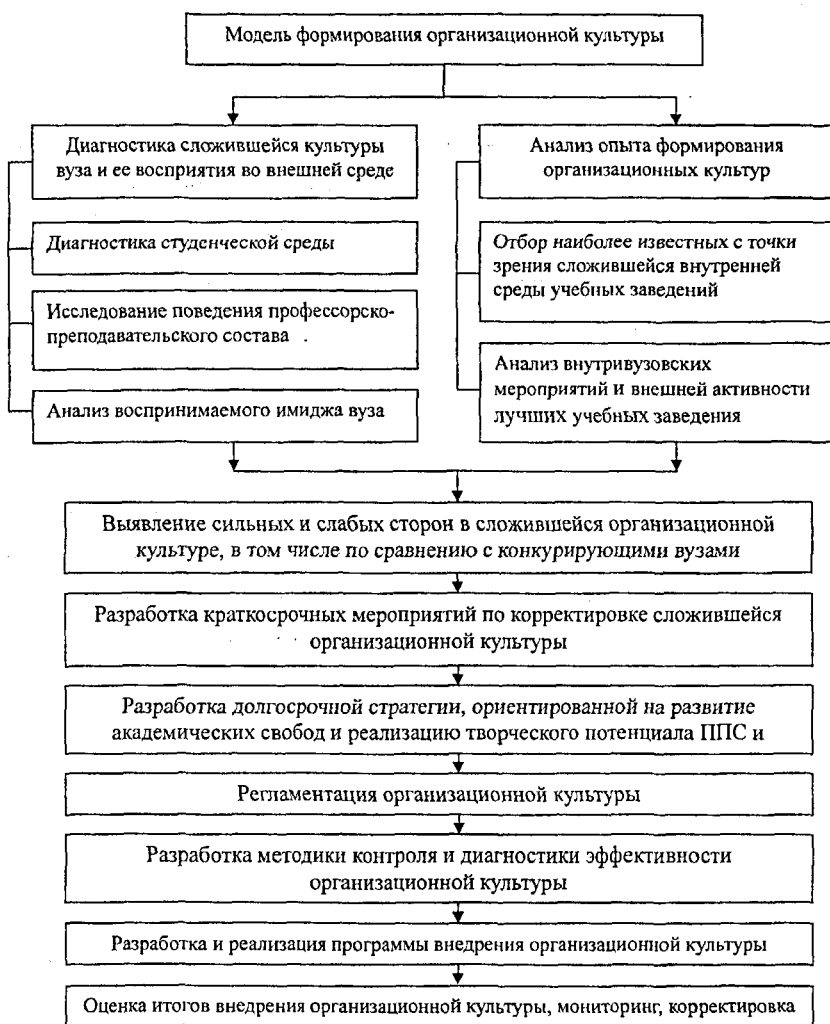 Модель формирования организационной культуры
Диагностика сложившейся культуры
вуза и ее восприятия во внешней среде
Диагностика студенческой среды
Исследование поведения профессорско-
преподавательского состава .
Анализ воспринимаемого имиджа вуза
Анализ опыта формирования
организационных культур
Отбор наиболее известных с точки
зрения сложившейся внутренней
среды учебных заведений
Анализ внутривузовских
мероприятий и внешней активности
лучших учебных заведения
Выявление сильных и слабых сторон в сложившейся организационной
культуре, в том числе по сравнению с конкурирующими вузами
Разработка краткосрочных мероприятий по корректировке сложившейся
организационной культуры
Разработка долгосрочной стратегии, ориентированной на развитие
академических свобод и реализацию творческого потенциала ППС и
Регламентация организационной культуры
Разработка методики контроля и диагностики эффективности
организационной культуры
Разработка и реализация программы внедрения организационной культуры
Оценка итогов внедрения организационной культуры, мониторинг, корректировка